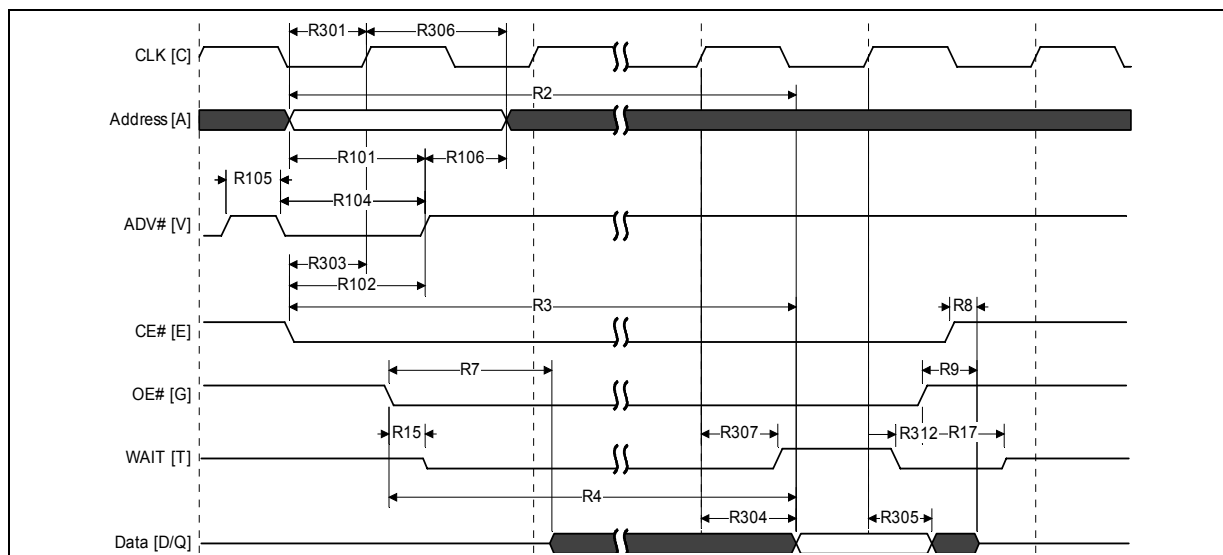 R301 R306
CLK [C]
R2
Address [A]
R101 R106
R105
R104
ADV# [V]
R303
R102
R3 R8
CE# [E]
R7 R9
OE# [G]
R15 R307 R312 R17
WAIT [T]
R4
R304 R305
Data [D/Q]